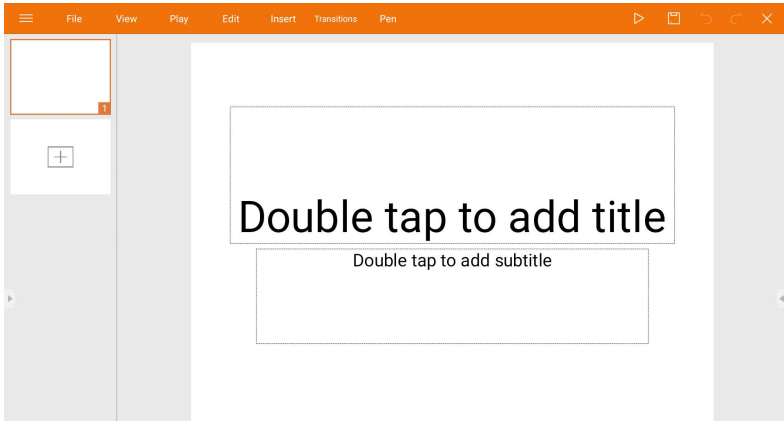 File View Play Edit Insert Transitions Pen
1
Double tap to add title
Double tap to add subtitle